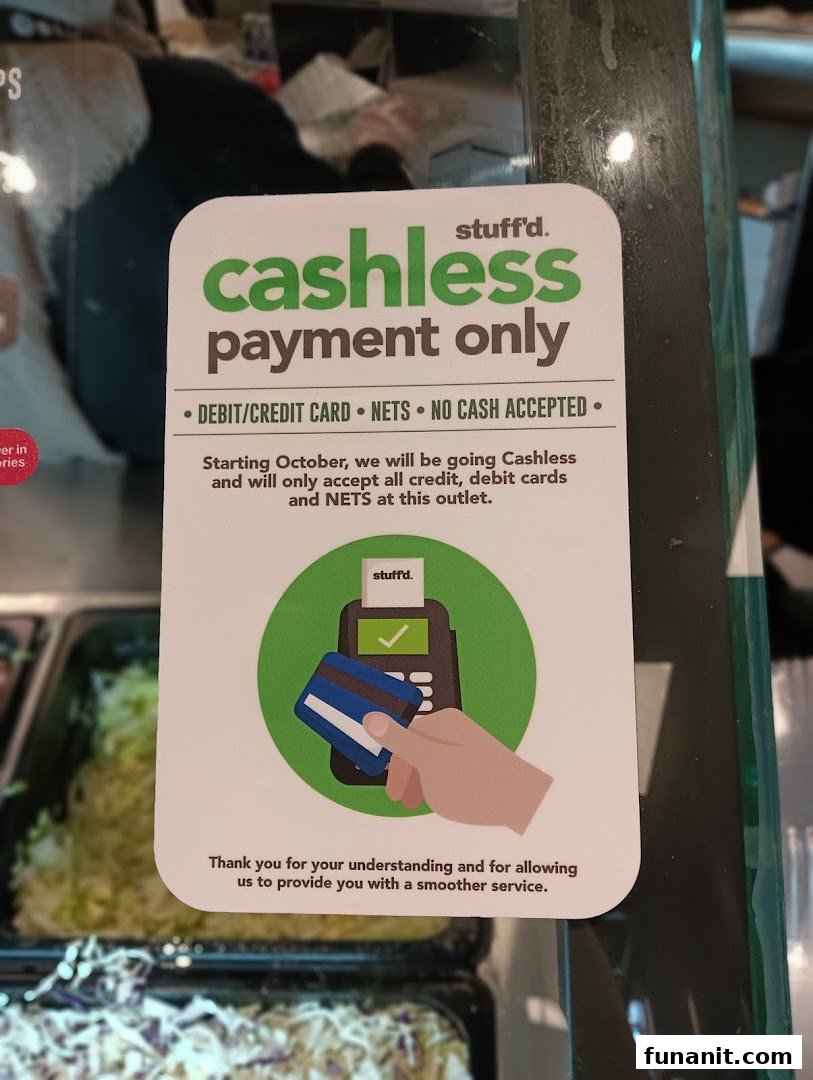 stuff'd.
cashless
payment only
• DEBIT/CREDIT CARD • NETS • NO CASH ACCEPTED •
Starting October, we will be going Cashless
and will only accept all credit, debit cards
and NETS at this outlet.
stuff'd.
Thank you for your understanding and for allowing
us to provide you with a smoother service.
funanit.com